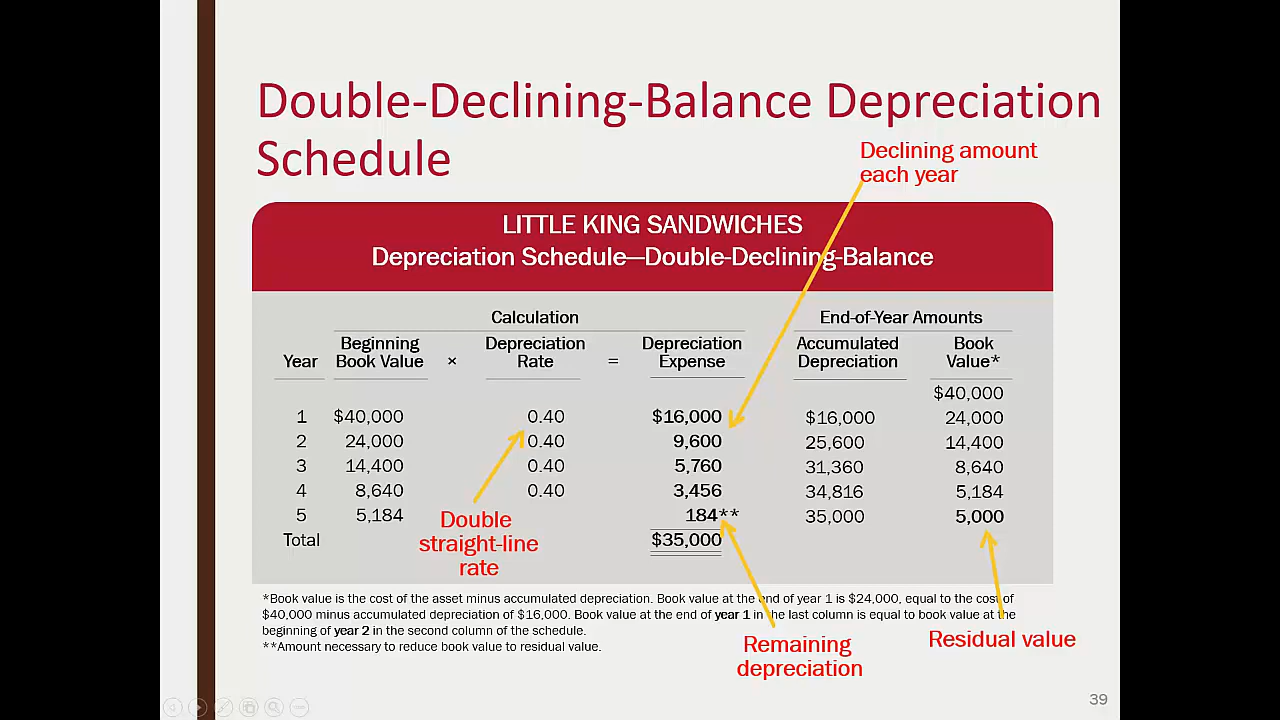 Double-Declining-Balance Depreciation
Schedule
Declining amount
each year
LITTLE KING SANDWICHES
Depreciation Schedule—Double-Declining-Balance
Calculation End-of-Year Amounts
Beginning Depreciation Depreciation Accumulated Book
Year Book Value × Rate = Expense Depreciation Value*
$40,000
1 $40,000 0.40 $16,000 $16,000 24,000
2 24,000 0.40 9,600 25,600 14,400
3 14,400 0.40 5,760 31,360 8,640
4 8,640 0.40 3,456 34,816 5,184
5 5,184 184** 35,000 5,000
Total $35,000
Double
straight-line
rate
*Book value is the cost of the asset minus accumulated depreciation. Book value at the end of year 1 is $24,000, equal to the cost of
$40,000 minus accumulated depreciation of $16,000. Book value at the end of year 1 in the last column is equal to book value at the
beginning of year 2 in the second column of the schedule.
**Amount necessary to reduce book value to residual value.
Remaining
depreciation
Residual value
39